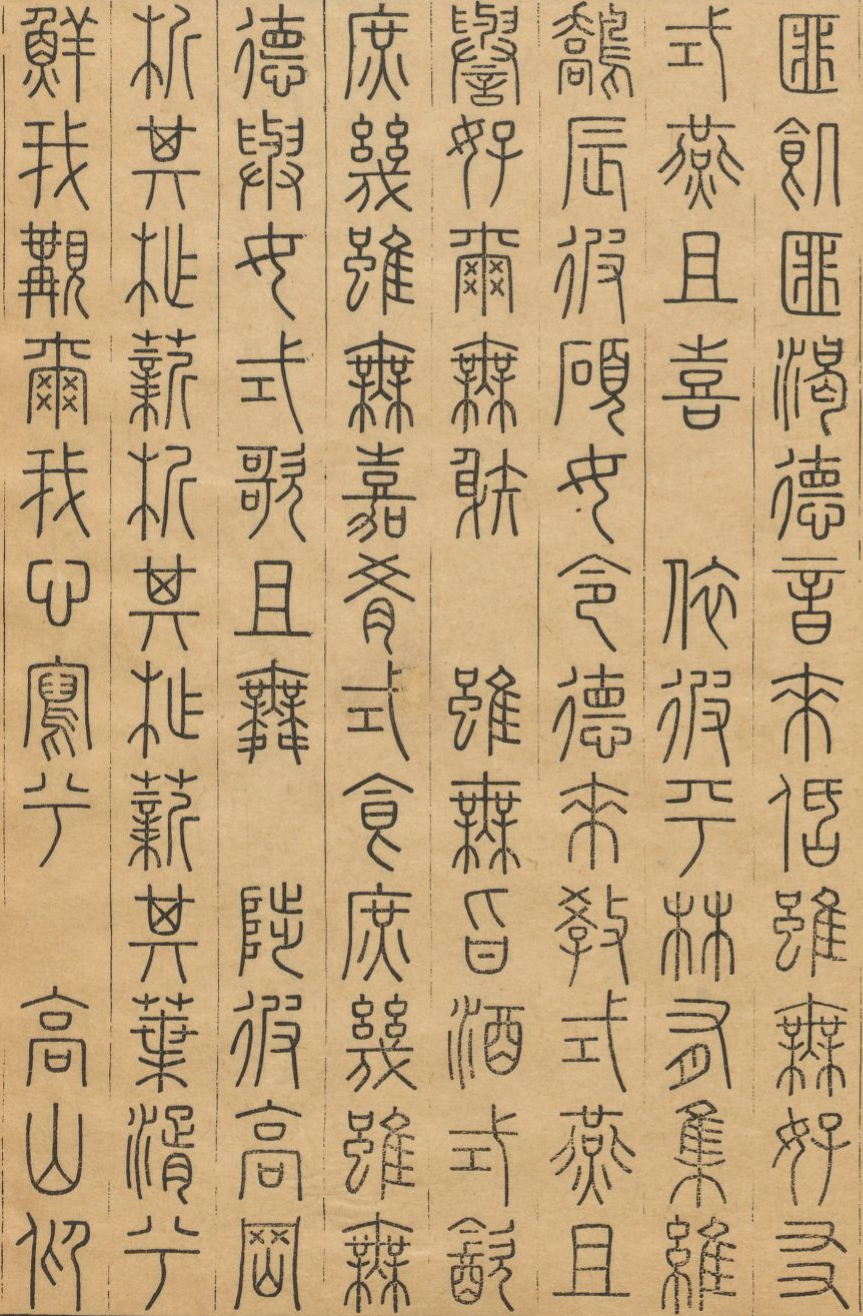 匪飢匪渴德音來佸雖無好友
式燕且喜　依彼平林有集維
鷮辰彼碩女令德來教式燕且
譽好爾無射　雖無旨酒式飲
庶幾雖無嘉肴式食庶幾雖無
德與女式歌且舞　陟彼高岡
析其柞薪析其柞薪其葉湑兮
鮮我覯爾我心寫兮　高山仰